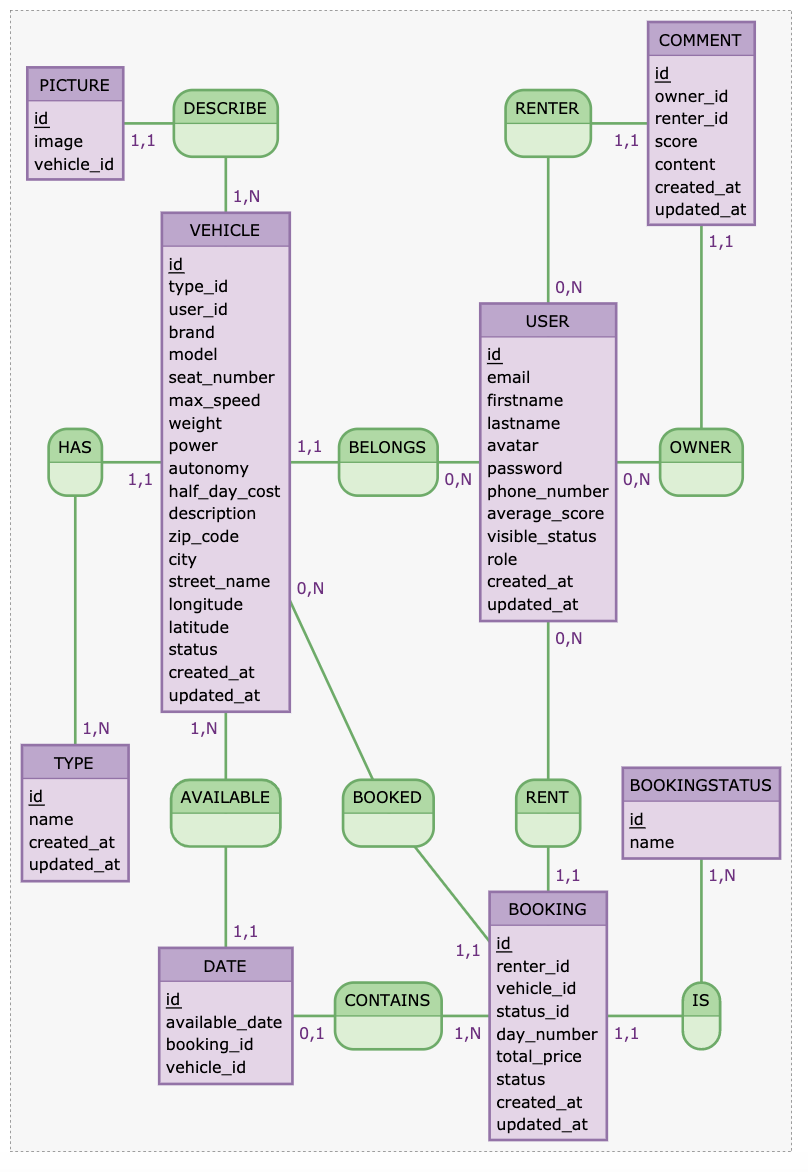 COMMENT
id
owner_id
renter_id
score
content
created_at
updated_at
PICTURE
id
image
vehicle_id
DESCRIBE
RENTER
1,1
1,1
1,N
1,1
VEHICLE
id
type_id
user_id
brand
model
seat_number
max_speed
weight
power
autonomy
half_day_cost
description
zip_code
city
street_name
longitude
latitude
status
created_at
updated_at
0,N
USER
id
email
firstname
lastname
avatar
password
phone_number
average_score
visible_status
role
created_at
updated_at
HAS
1,1
1,1
BELONGS
0,N
0,N
OWNER
0,N
0,N
1,N
1,N
TYPE
id
name
created_at
updated_at
AVAILABLE
BOOKED
RENT
BOOKINGSTATUS
id
name
1,1
1,N
1,1
1,1
DATE
id
available_date
booking_id
vehicle_id
0,1
CONTAINS
1,N
BOOKING
id
renter_id
vehicle_id
status_id
day_number
total_price
status
created_at
updated_at
1,1
IS